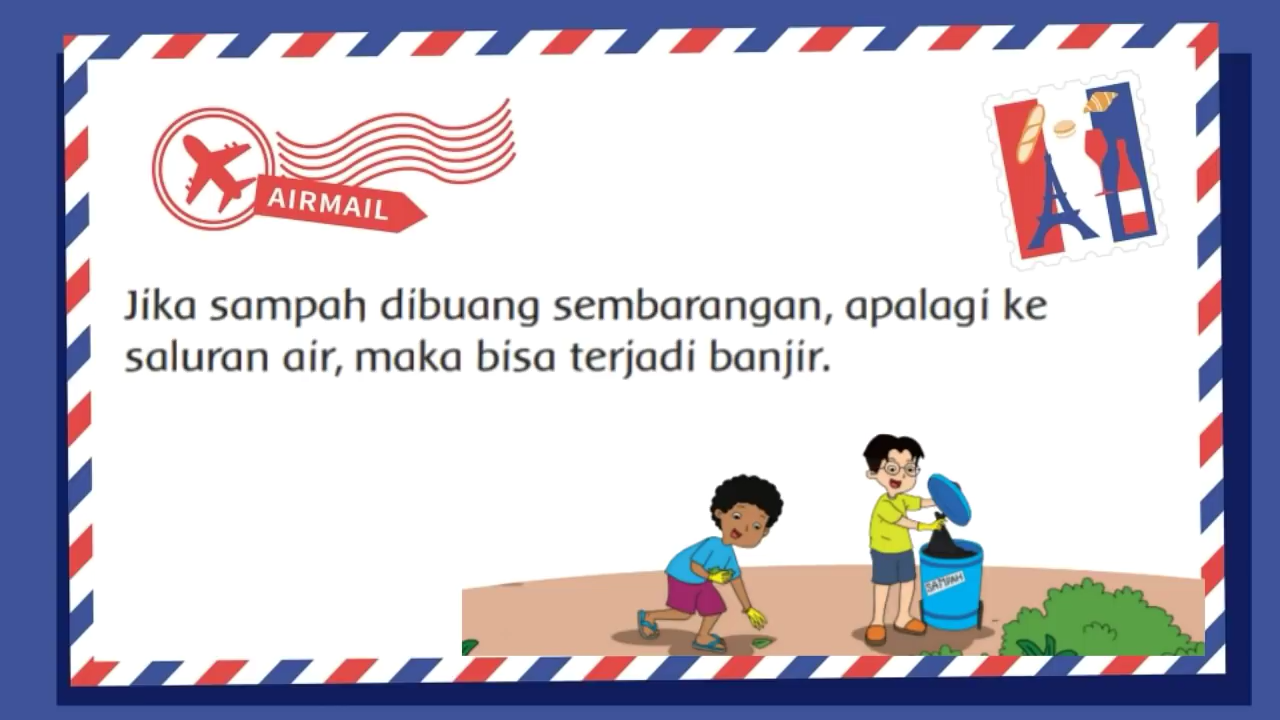 AIRMAIL
Jika sampah dibuang sembarangan, apalagi ke
saluran air, maka bisa terjadi banjir.
SAMPAH